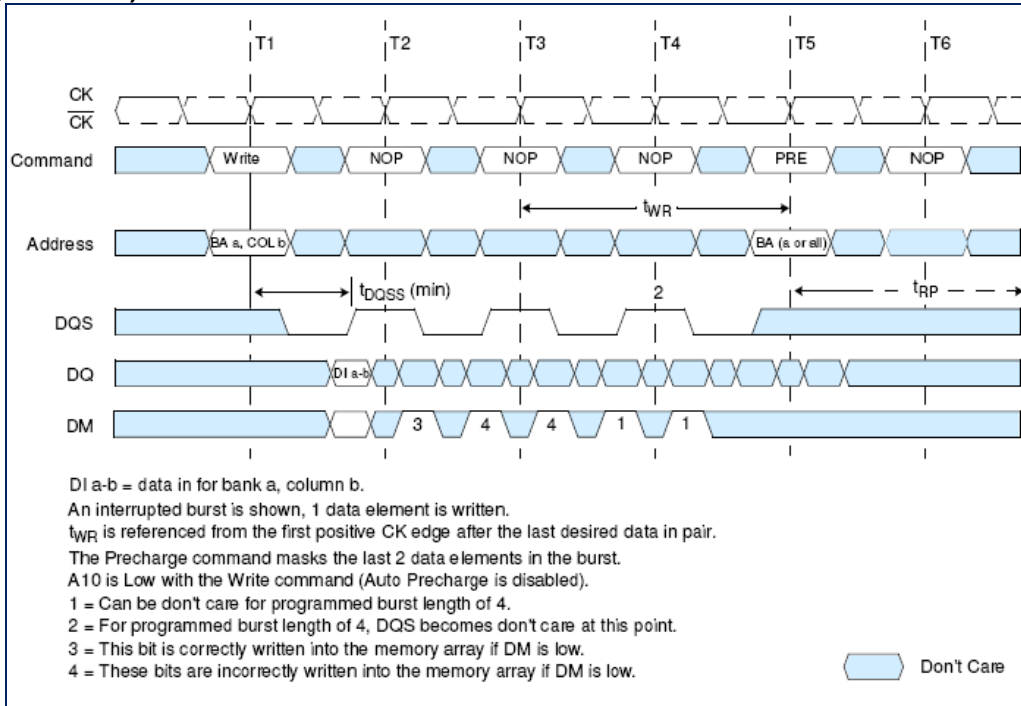 T1 T2 T3 T4 T5 T6
CK
CK
Command Write NOP NOP NOP PRE NOP
tWR
Address BA a, COL b BA (a or all)
tDQSS (min) 2 tRP
DQS
DQ DI a-b
DM 3 4 4 1 1
DI a-b = data in for bank a, column b.
An interrupted burst is shown, 1 data element is written.
tWR is referenced from the first positive CK edge after the last desired data in pair.
The Precharge command masks the last 2 data elements in the burst.
A10 is Low with the Write command (Auto Precharge is disabled).
1 = Can be don't care for programmed burst length of 4.
2 = For programmed burst length of 4, DQS becomes don't care at this point.
3 = This bit is correctly written into the memory array if DM is low.
4 = These bits are incorrectly written into the memory array if DM is low.
Don't Care